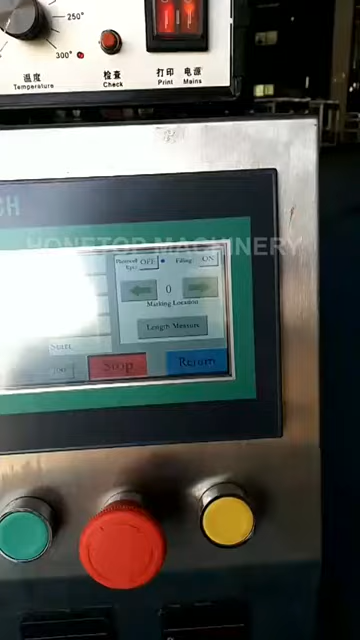 250°
300°
温度
Temperature
检查
Check
打印 电源
Print Mains
CH
HONETOP MACHINERY
OFF
Filling
ON
0
Marking Location
Length Measure
Start
Stop
Return